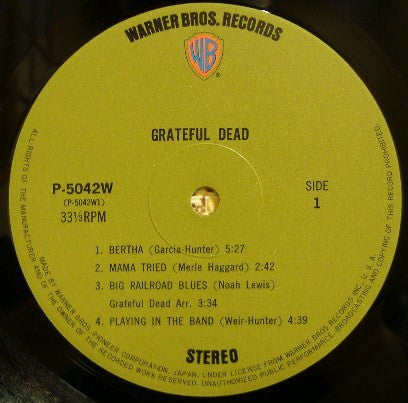 WARNER BROS. RECORDS
WB
GRATEFUL DEAD
P-5042W
(P-5042W1)
33⅓RPM
SIDE
1
1. BERTHA (Garcia-Hunter) 5:27
2. MAMA TRIED (Merle Haggard) 2:42
3. BIG RAILROAD BLUES (Noah Lewis)
Grateful Dead Arr. 3:34
4. PLAYING IN THE BAND (Weir-Hunter) 4:39
STEREO
MADE BY WARNER BROS. PIONEER CORPORATION, JAPAN, UNDER LICENSE FROM WARNER BROS. RECORDS INC., U.S.A.
ALL RIGHTS OF THE MANUFACTURER AND OF THE OWNER OF THE RECORDED WORK RESERVED. UNAUTHORIZED PUBLIC PERFORMANCE, BROADCASTING AND COPYING OF THIS RECORD PROHIBITED.